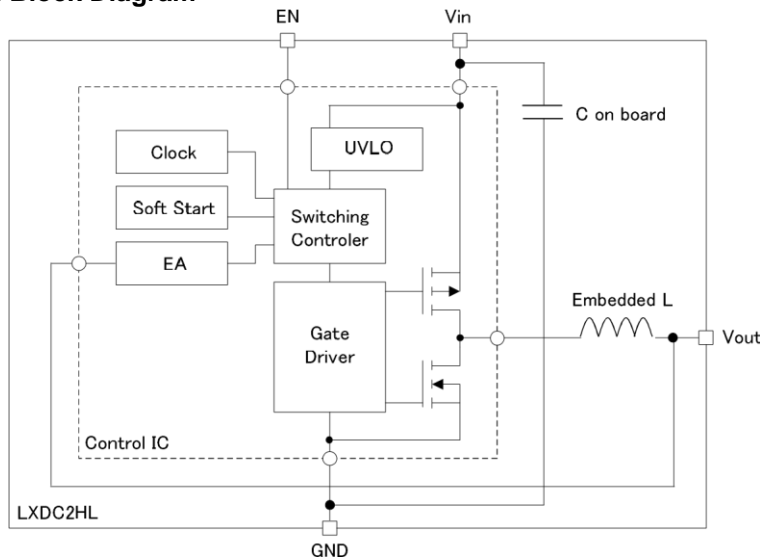 Block Diagram
EN
Vin
C on board
UVLO
Clock
Soft Start
Switching
Controler
EA
Embedded L
Gate
Driver
Vout
Control IC
LXDC2HL
GND